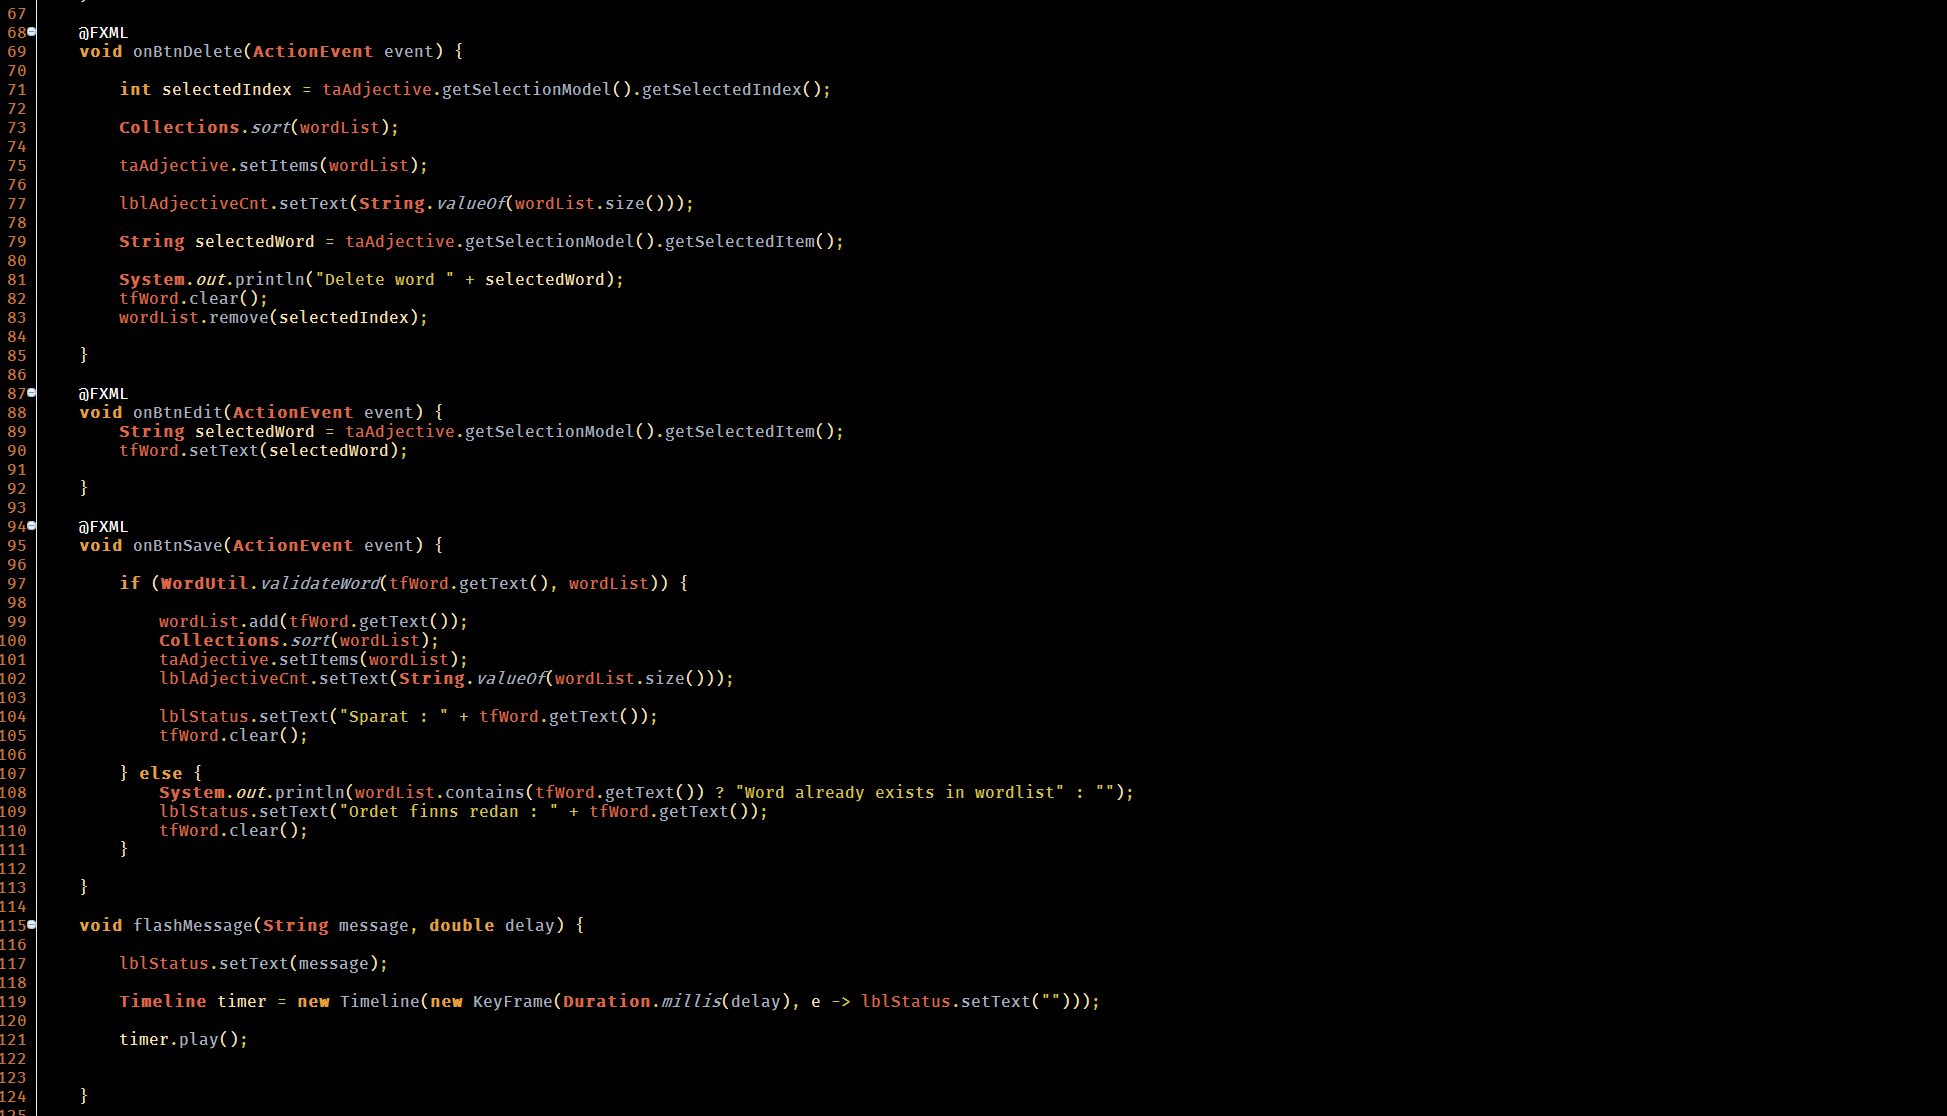 67
68 @FXML
69 void onBtnDelete(ActionEvent event) {
70
71 int selectedIndex = taAdjective.getSelectionModel().getSelectedIndex();
72
73 Collections.sort(wordList);
74
75 taAdjective.setItems(wordList);
76
77 lblAdjectiveCnt.setText(String.valueOf(wordList.size()));
78
79 String selectedWord = taAdjective.getSelectionModel().getSelectedItem();
80
81 System.out.println("Delete word " + selectedWord);
82 tfWord.clear();
83 wordList.remove(selectedIndex);
84
85 }
86
87 @FXML
88 void onBtnEdit(ActionEvent event) {
89 String selectedWord = taAdjective.getSelectionModel().getSelectedItem();
90 tfWord.setText(selectedWord);
91
92 }
93
94 @FXML
95 void onBtnSave(ActionEvent event) {
96
97 if (WordUtil.validateWord(tfWord.getText(), wordList)) {
98
99 wordList.add(tfWord.getText());
100 Collections.sort(wordList);
101 taAdjective.setItems(wordList);
102 lblAdjectiveCnt.setText(String.valueOf(wordList.size()));
103
104 lblStatus.setText("Sparat : " + tfWord.getText());
105 tfWord.clear();
106
107 } else {
108 System.out.println(wordList.contains(tfWord.getText()) ? "Word already exists in wordlist" : "");
109 lblStatus.setText("Ordet finns redan : " + tfWord.getText());
110 tfWord.clear();
111 }
112
113 }
114
115 void flashMessage(String message, double delay) {
116
117 lblStatus.setText(message);
118
119 Timeline timer = new Timeline(new KeyFrame(Duration.millis(delay), e -> lblStatus.setText("")));
120
121 timer.play();
122
123
124 }
125